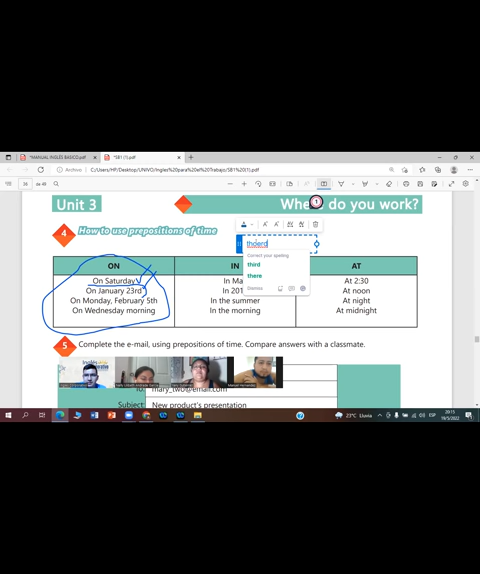 *MANUAL INGLÉS BASICO.pdf
*SB1 (1).pdf
Archivo | C:/Users/HP/Desktop/UNIVO/Ingles%20para%20el%20Trabajo/SB1%20(1).pdf
36 de 48
Unit 3
do you work?
4 How to use prepositions of time
Correct your spelling
third
there
Dismiss
ON
IN
AT
On Saturday
On January 23rd
On Monday, February 5th
On Wednesday morning
In Ma
In 201
In the summer
In the morning
At 2:30
At noon
At night
At midnight
5 Complete the e-mail, using prepositions of time. Compare answers with a classmate.
To: mary_two@email.com
Subject: New product's presentation
23°C Lluvia
ESP
20:15
19/5/2022